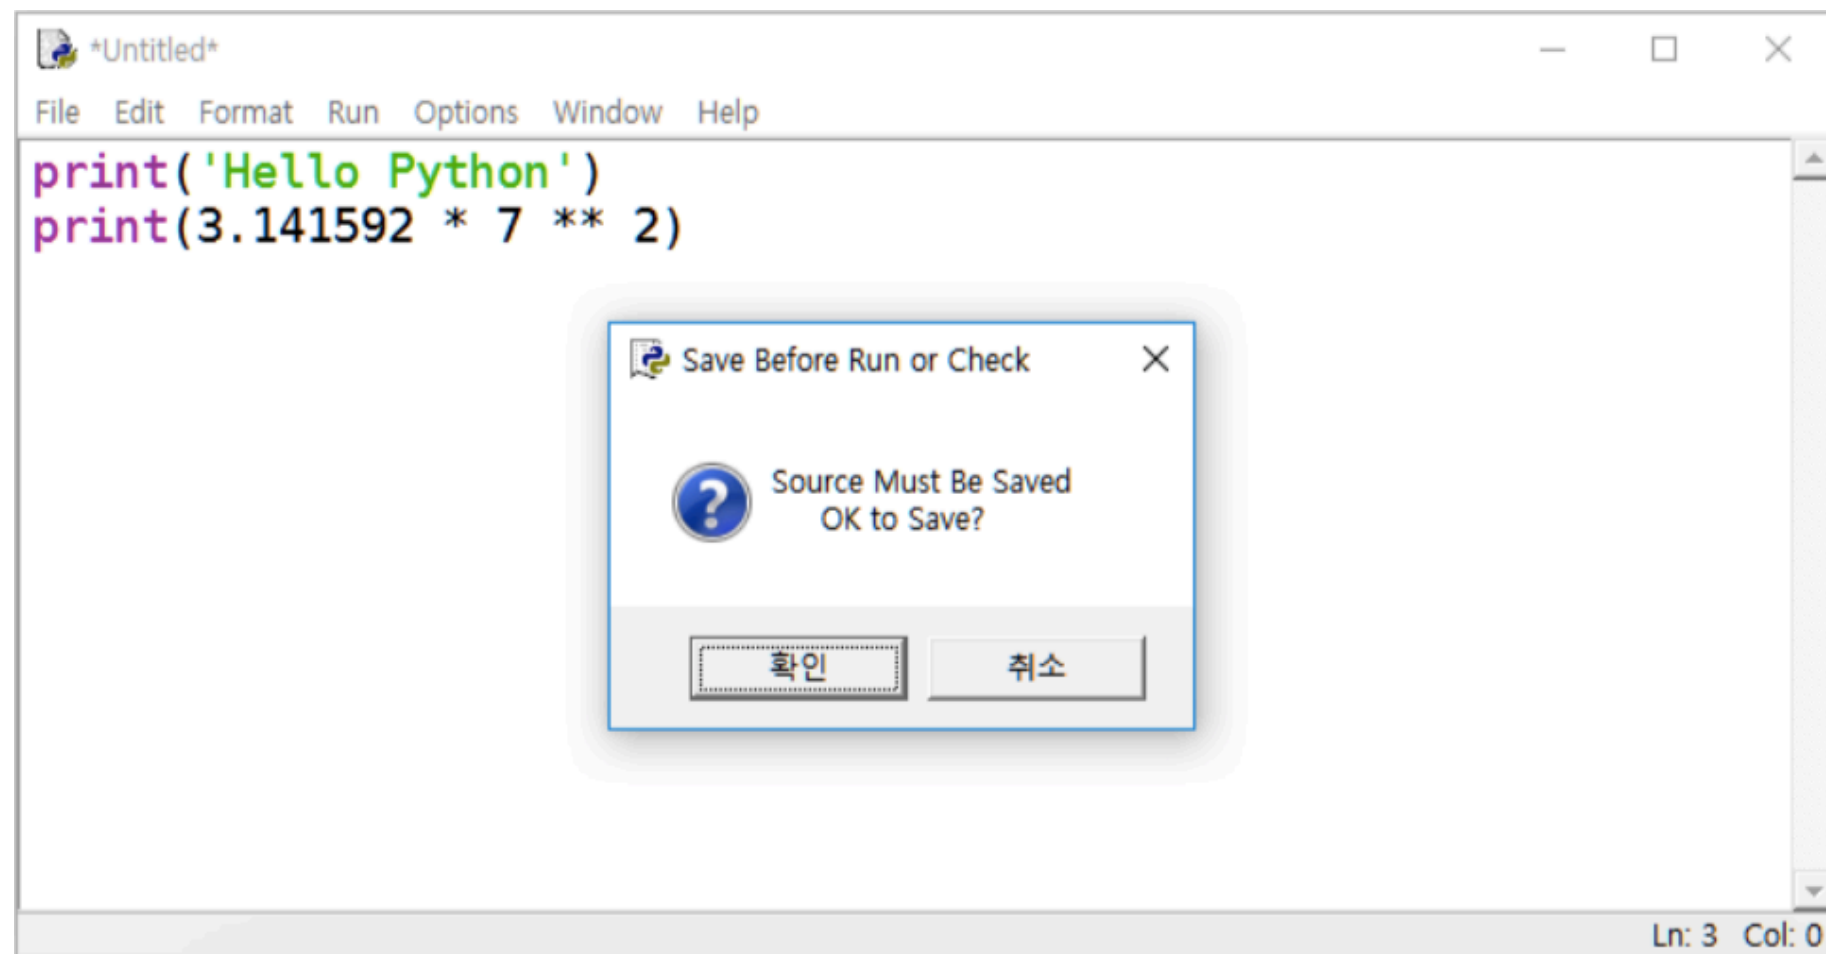 *Untitled*
File Edit Format Run Options Window Help
print('Hello Python')
print(3.141592 * 7 ** 2)
Save Before Run or Check
Source Must Be Saved
OK to Save?
확인 취소
Ln: 3 Col: 0